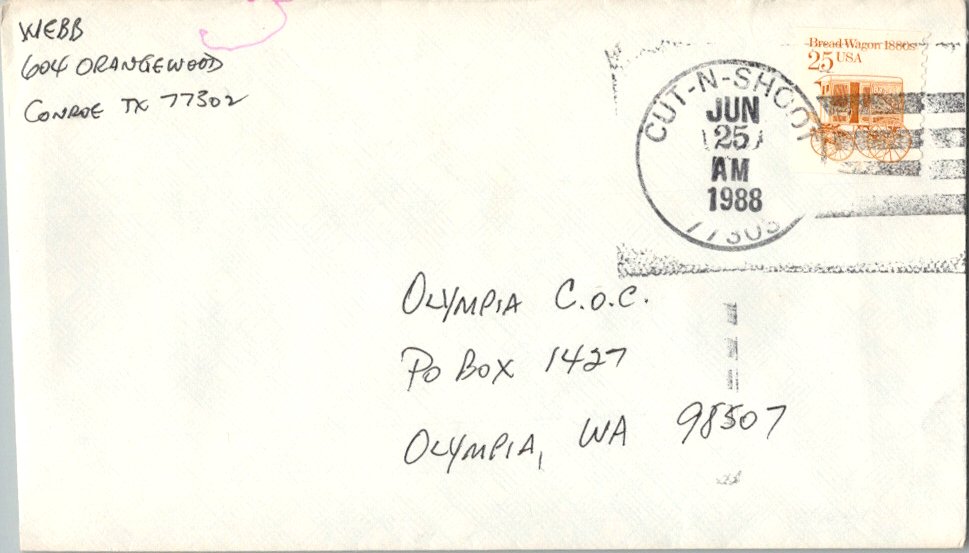 WEBB
604 ORANGEWOOD
CONROE TX 77302
Bread Wagon 1880s
25 USA
CUT-N-SHOOT
JUN
25
AM
1988
77303
OLYMPIA C.O.C.
PO BOX 1427
OLYMPIA, WA 98507